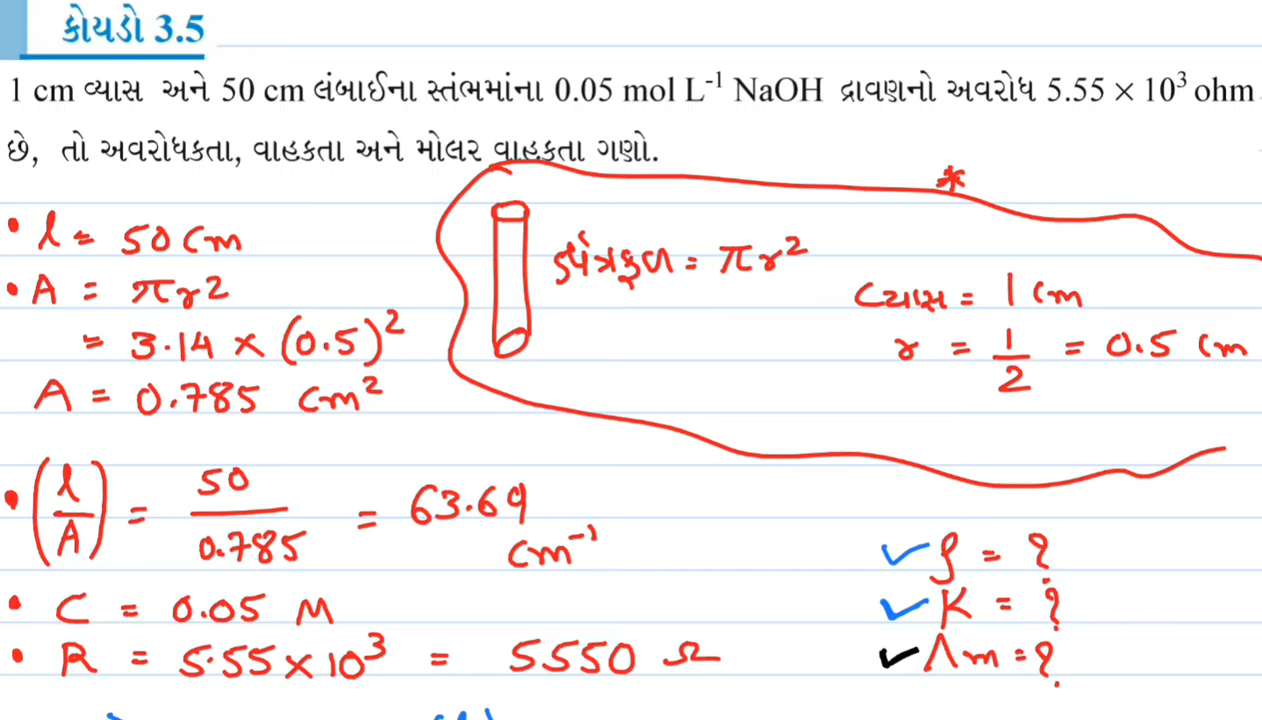 કોયડો 3.5
1 cm વ્યાસ અને 50 cm લંબાઈના સ્તંભમાંના 0.05 mol L⁻¹ NaOH દ્રાવણનો અવરોધ 5.55 × 10³ ohm
છે, તો અવરોધકતા, વાહકતા અને મોલર વાહકતા ગણો.
*
• l = 50 cm
ક્ષેત્રફળ = πr²
• A = πr2
વ્યાસ = 1 cm
= 3.14 × (0.5)²
r = 1/2 = 0.5 cm
A = 0.785 cm²
• (l/A) = 50/0.785 = 63.69 cm⁻¹
✓ ρ = ?
• C = 0.05 M
✓ K = ?
• R = 5.55 × 10³ = 5550 Ω
✓ Λm = ?